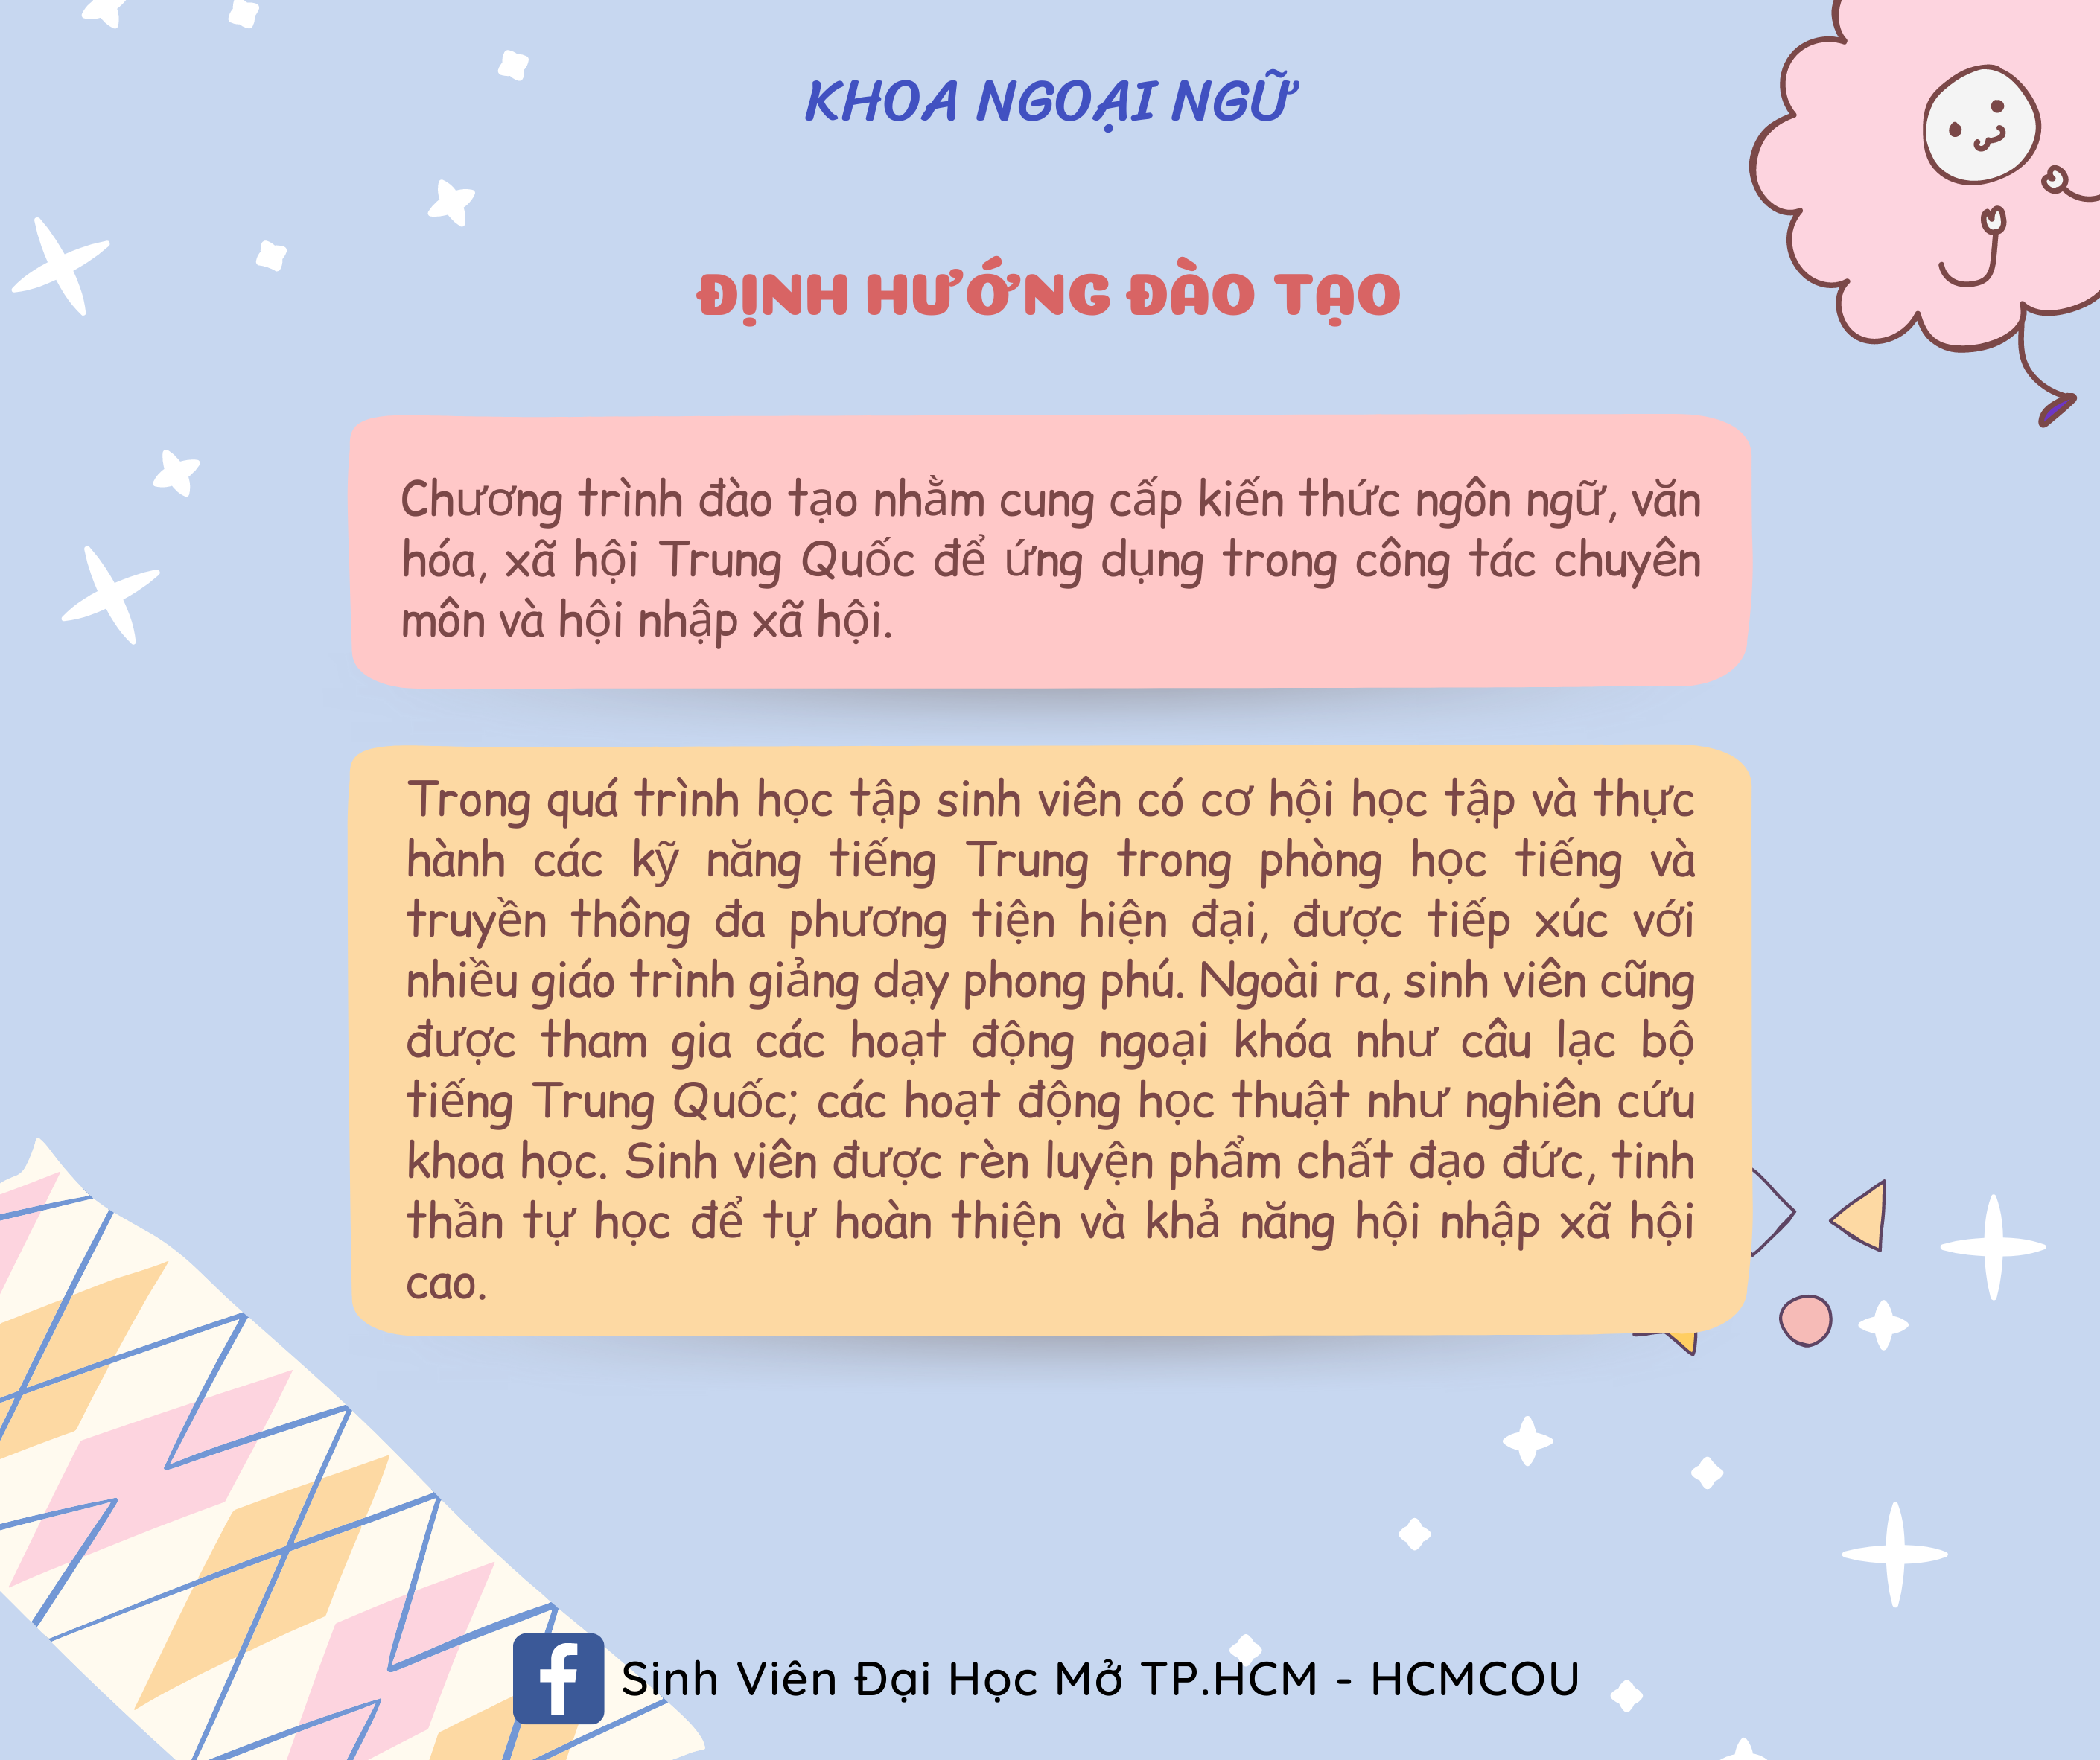 KHOA NGOẠI NGỮ
ĐỊNH HƯỚNG ĐÀO TẠO
Chương trình đào tạo nhằm cung cấp kiến thức ngôn ngữ, văn
hóa, xã hội Trung Quốc để ứng dụng trong công tác chuyên
môn và hội nhập xã hội.
Trong quá trình học tập sinh viên có cơ hội học tập và thực
hành các kỹ năng tiếng Trung trong phòng học tiếng và
truyền thông đa phương tiện hiện đại, được tiếp xúc với
nhiều giáo trình giảng dạy phong phú. Ngoài ra, sinh viên cũng
được tham gia các hoạt động ngoại khóa như câu lạc bộ
tiếng Trung Quốc; các hoạt động học thuật như nghiên cứu
khoa học. Sinh viên được rèn luyện phẩm chất đạo đức, tinh
thần tự học để tự hoàn thiện và khả năng hội nhập xã hội
cao.
Sinh Viên Đại Học Mở TP.HCM - HCMCOU